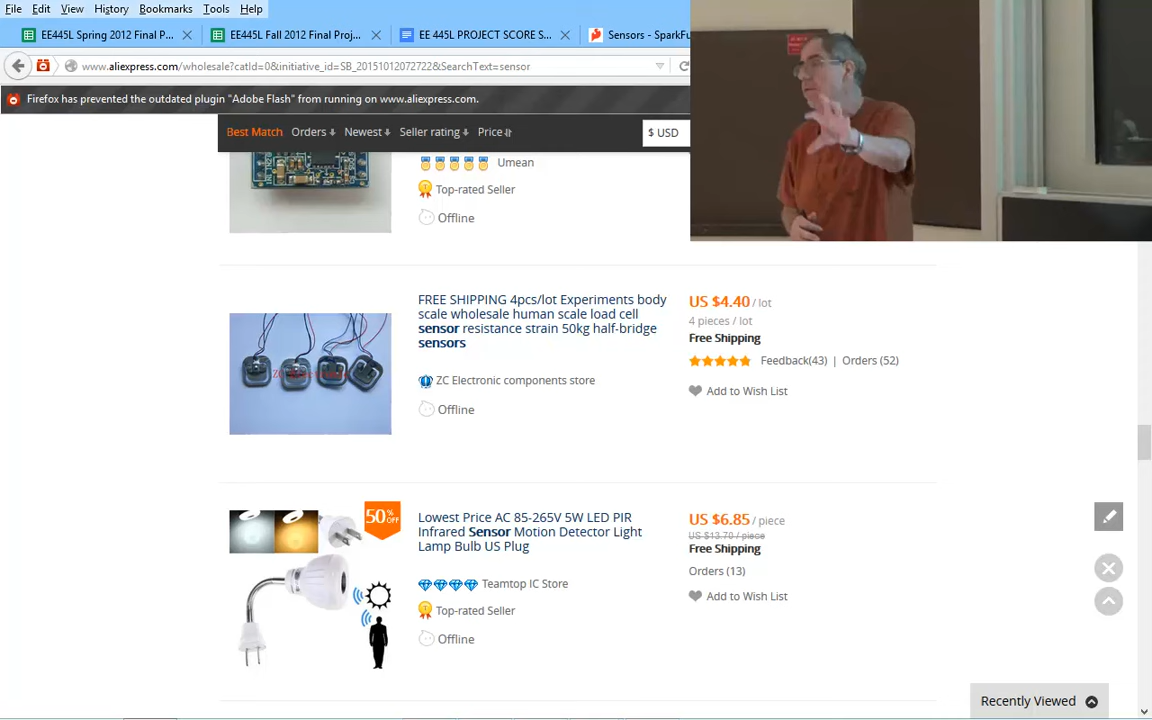 File Edit View History Bookmarks Tools Help
EE445L Spring 2012 Final P... × EE445L Fall 2012 Final Proj... × EE 445L PROJECT SCORE S... × Sensors - SparkFu
www.aliexpress.com/wholesale?catId=0&initiative_id=SB_20151012072722&SearchText=sensor
Firefox has prevented the outdated plugin "Adobe Flash" from running on www.aliexpress.com.
Best Match Orders Newest Seller rating Price $ USD
Umean
Top-rated Seller
Offline
FREE SHIPPING 4pcs/lot Experiments body
scale wholesale human scale load cell
sensor resistance strain 50kg half-bridge
sensors
ZC Electronic components store
Offline
US $4.40 / lot
4 pieces / lot
Free Shipping
Feedback(43) | Orders (52)
Add to Wish List
50% OFF
Lowest Price AC 85-265V 5W LED PIR
Infrared Sensor Motion Detector Light
Lamp Bulb US Plug
Teamtop IC Store
Top-rated Seller
Offline
US $6.85 / piece
US $13.70 / piece
Free Shipping
Orders (13)
Add to Wish List
Recently Viewed